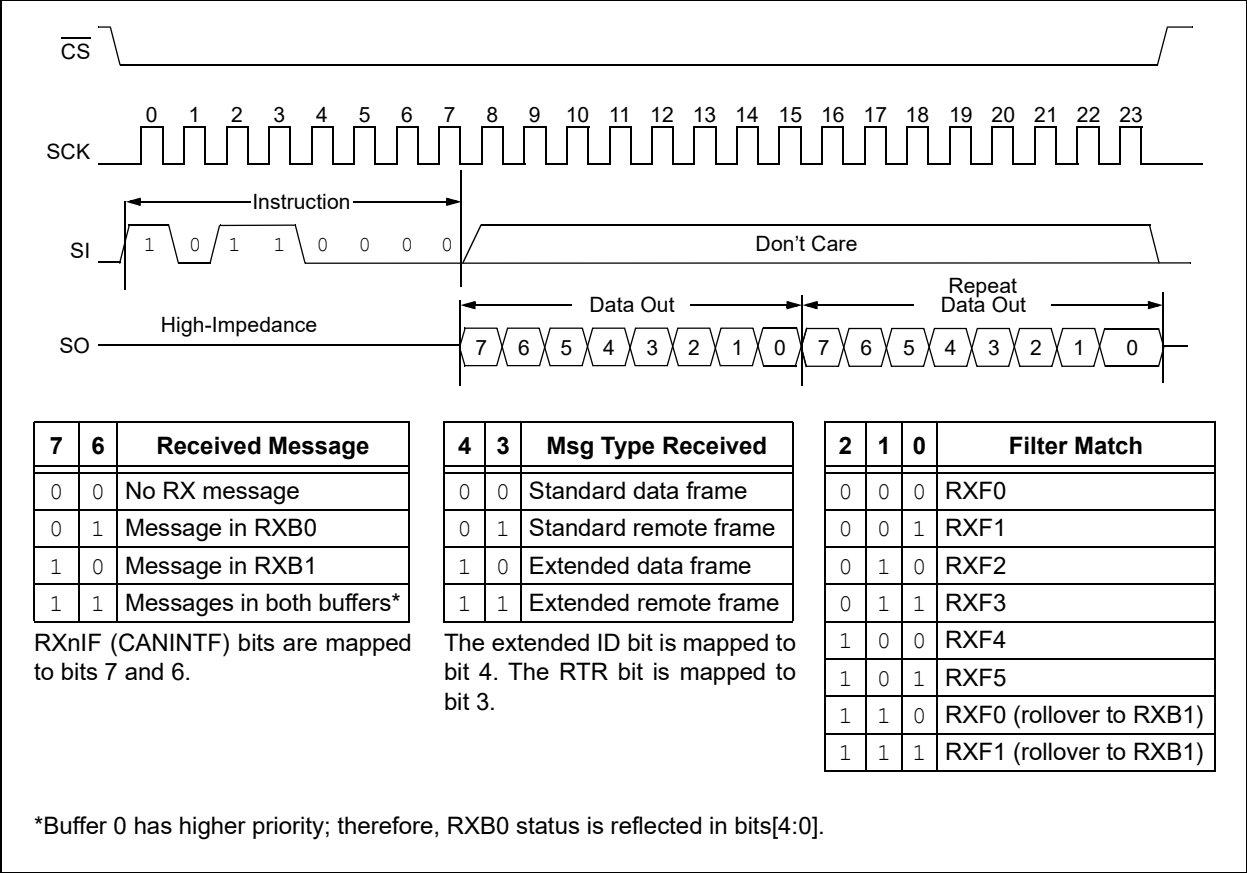 CS
0 1 2 3 4 5 6 7 8 9 10 11 12 13 14 15 16 17 18 19 20 21 22 23
SCK
Instruction
SI 1 0 1 1 0 0 0 0 Don't Care
Data Out Repeat
Data Out
High-Impedance
SO 7 6 5 4 3 2 1 0 7 6 5 4 3 2 1 0
7 6 Received Message
0 0 No RX message
0 1 Message in RXB0
1 0 Message in RXB1
1 1 Messages in both buffers*
RXnIF (CANINTF) bits are mapped
to bits 7 and 6.
4 3 Msg Type Received
0 0 Standard data frame
0 1 Standard remote frame
1 0 Extended data frame
1 1 Extended remote frame
The extended ID bit is mapped to
bit 4. The RTR bit is mapped to
bit 3.
2 1 0 Filter Match
0 0 0 RXF0
0 0 1 RXF1
0 1 0 RXF2
0 1 1 RXF3
1 0 0 RXF4
1 0 1 RXF5
1 1 0 RXF0 (rollover to RXB1)
1 1 1 RXF1 (rollover to RXB1)
*Buffer 0 has higher priority; therefore, RXB0 status is reflected in bits[4:0].